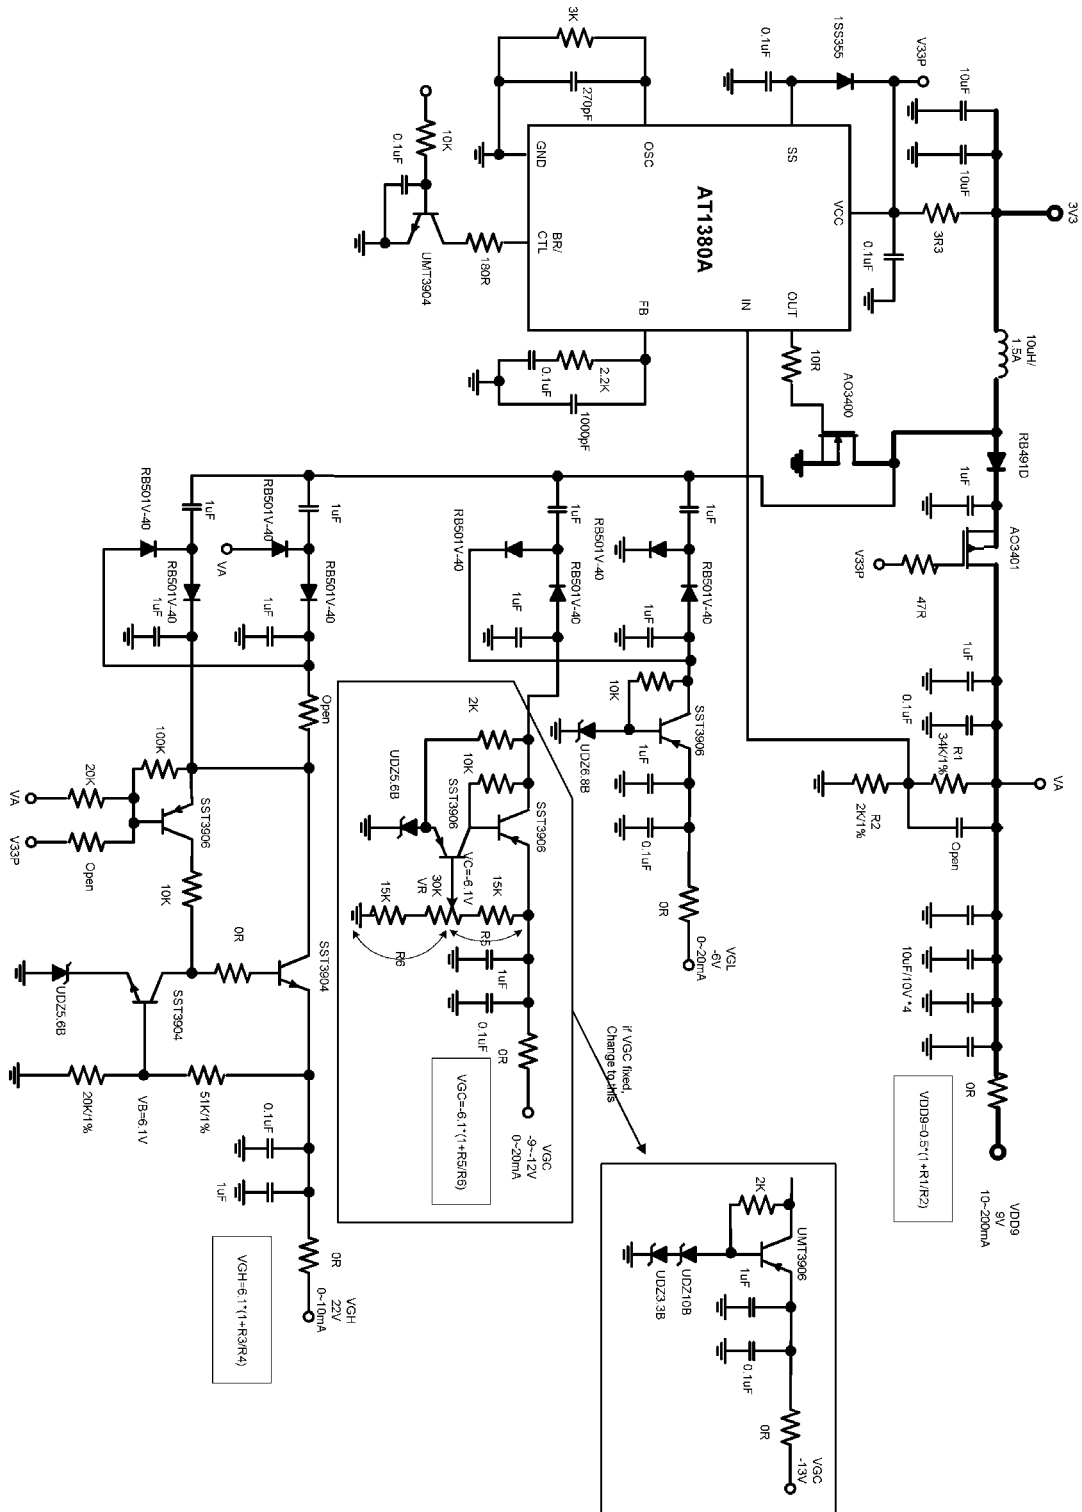 3V3
10uF
10uF
V33P
1SS355
0.1uF
3R3
0.1uF
3K
270pF
VCC
SS
OSC
GND
AT1380A
BR/
CTL
FB
IN
OUT
10K
0.1uF
UMT3904
180R
10uH/
1.5A
RB491D
1uF
AO3401
V33P
47R
10R
AO3400
2.2K
0.1uF
1000pF
1uF
0.1uF
R1
34K/1%
VA
R2
2K/1%
Open
10uF/10V *4
0R
VDD9
9V
10~200mA
VDD9=0.5*(1+R1/R2)
1uF
RB501V-40
RB501V-40
1uF
10K
SST3906
UDZ6.8B
1uF
0.1uF
0R
VGL
-6V
0~20mA
1uF
RB501V-40
RB501V-40
1uF
2K
10K
SST3906
SST3906
UDZ5.6B
VC=-6.1V
15K
30K
VR
15K
R5
R6
1uF
0.1uF
0R
VGC
-9~-12V
0~20mA
VGC=-6.1*(1+R5/R6)
if VGC fixed,
Change to this
2K
UMT3906
UDZ10B
UDZ3.3B
1uF
0.1uF
0R
VGC
-13V
1uF
RB501V-40
VA
RB501V-40
1uF
1uF
RB501V-40
RB501V-40
1uF
Open
100K
20K
VA
SST3906
V33P
Open
10K
0R
SST3904
SST3904
UDZ5.6B
51K/1%
VB=6.1V
20K/1%
0.1uF
1uF
0R
VGH
22V
0~10mA
VGH=6.1*(1+R3/R4)